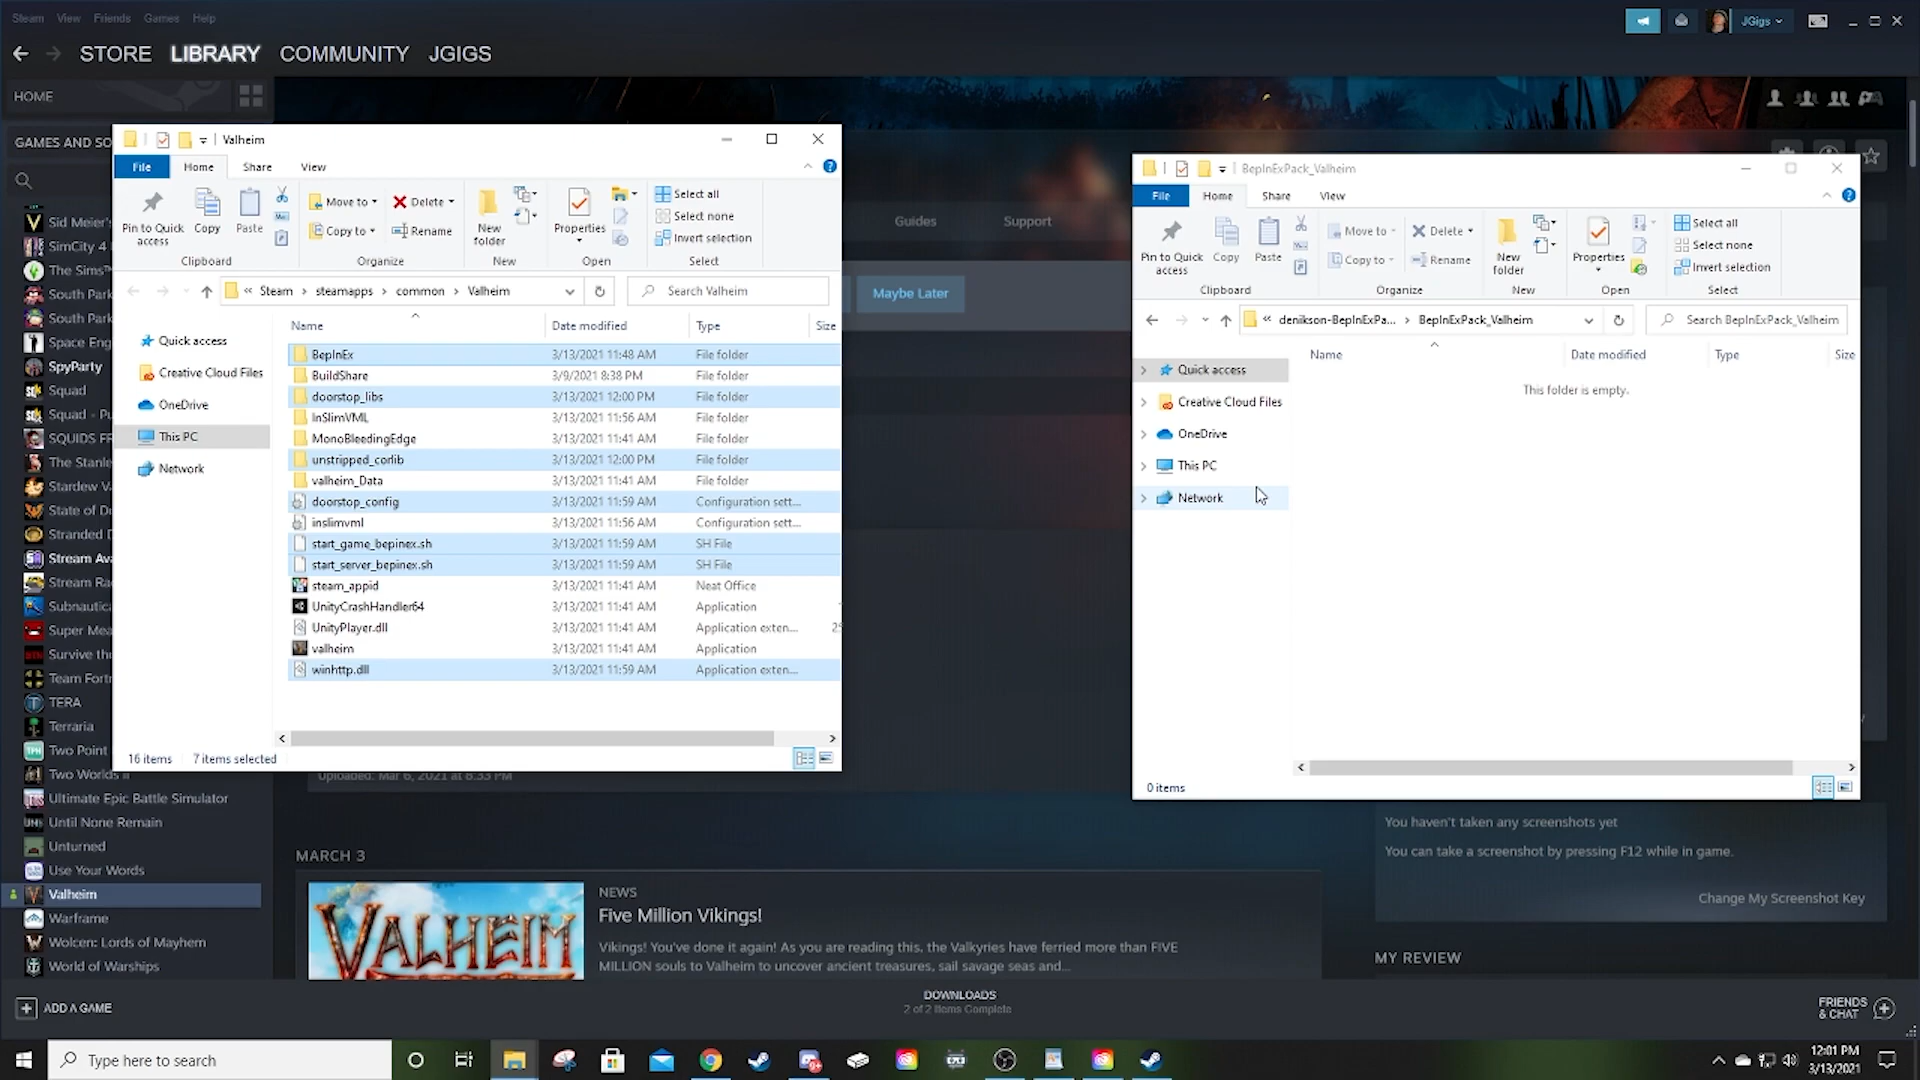 Steam View Friends Games Help
JGigs
STORE LIBRARY COMMUNITY JGIGS
HOME
GAMES AND SO
Sid Meier'
SimCity 4
The Sims™
South Park
South Park
Space Eng
SpyParty
Squad
Squad - Pu
SQUIDS FR
The Stanle
Stardew V
State of D
Stranded D
Stream Av
Stream Ra
Subnautica
Super Mea
Survive the
Team Fort
TERA
Terraria
Two Point
Two Worlds II
Ultimate Epic Battle Simulator
Until None Remain
Unturned
Use Your Words
Valheim
Warframe
Wolcen: Lords of Mayhem
World of Warships
ADD A GAME
Valheim
File Home Share View
Pin to Quick access
Copy
Paste
Clipboard
Move to
Copy to
Delete
Rename
Organize
New folder
New
Properties
Open
Select all
Select none
Invert selection
Select
« Steam › steamapps › common › Valheim
Search Valheim
Quick access
Creative Cloud Files
OneDrive
This PC
Network
Name Date modified Type Size
BepInEx 3/13/2021 11:48 AM File folder
BuildShare 3/9/2021 8:38 PM File folder
doorstop_libs 3/13/2021 12:00 PM File folder
InSlimVML 3/13/2021 11:56 AM File folder
MonoBleedingEdge 3/13/2021 11:41 AM File folder
unstripped_corlib 3/13/2021 12:00 PM File folder
valheim_Data 3/13/2021 11:41 AM File folder
doorstop_config 3/13/2021 11:59 AM Configuration sett...
inslimvml 3/13/2021 11:56 AM Configuration sett...
start_game_bepinex.sh 3/13/2021 11:59 AM SH File
start_server_bepinex.sh 3/13/2021 11:59 AM SH File
steam_appid 3/13/2021 11:41 AM Neat Office
UnityCrashHandler64 3/13/2021 11:41 AM Application
UnityPlayer.dll 3/13/2021 11:41 AM Application exten... 25
valheim 3/13/2021 11:41 AM Application
winhttp.dll 3/13/2021 11:59 AM Application exten...
16 items 7 items selected
Uploaded: Mar 6, 2021 at 8:33 PM
Guides Support
Maybe Later
BepInExPack_Valheim
File Home Share View
Pin to Quick access
Copy
Paste
Clipboard
Move to
Copy to
Delete
Rename
Organize
New folder
New
Properties
Open
Select all
Select none
Invert selection
Select
« denikson-BepInExPa... › BepInExPack_Valheim
Search BepInExPack_Valheim
Quick access
Creative Cloud Files
OneDrive
This PC
Network
Name Date modified Type Size
This folder is empty.
0 items
MARCH 3
VALHEIM
NEWS
Five Million Vikings!
Vikings! You've done it again! As you are reading this, the Valkyries have ferried more than FIVE
MILLION souls to Valheim to uncover ancient treasures, sail savage seas and...
You haven't taken any screenshots yet
You can take a screenshot by pressing F12 while in game.
Change My Screenshot Key
MY REVIEW
DOWNLOADS
2 of 2 Items Complete
FRIENDS
& CHAT
Type here to search
12:01 PM
3/13/2021